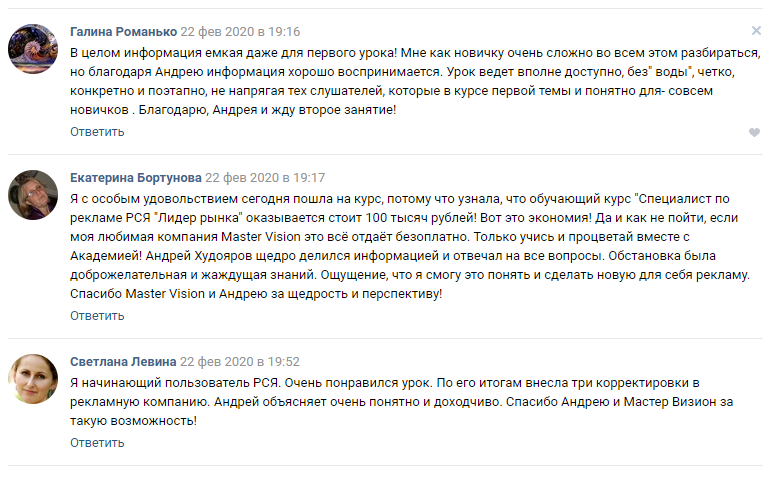 Галина Романько 22 фев 2020 в 19:16
В целом информация емкая даже для первого урока! Мне как новичку очень сложно во всем этом разбираться,
но благодаря Андрею информация хорошо воспринимается. Урок ведет вполне доступно, без" воды", четко,
конкретно и поэтапно, не напрягая тех слушателей, которые в курсе первой темы и понятно для- совсем
новичков . Благодарю, Андрея и жду второе занятие!
Ответить
Екатерина Бортунова 22 фев 2020 в 19:17
Я с особым удовольствием сегодня пошла на курс, потому что узнала, что обучающий курс "Специалист по
рекламе РСЯ "Лидер рынка" оказывается стоит 100 тысяч рублей! Вот это экономия! Да и как не пойти, если
моя любимая компания Master Vision это всё отдаёт безоплатно. Только учись и процветай вместе с
Академией! Андрей Худояров щедро делился информацией и отвечал на все вопросы. Обстановка была
доброжелательная и жаждущая знаний. Ощущение, что я смогу это понять и сделать новую для себя рекламу.
Спасибо Master Vision и Андрею за щедрость и перспективу!
Ответить
Светлана Левина 22 фев 2020 в 19:52
Я начинающий пользователь РСЯ. Очень понравился урок. По его итогам внесла три корректировки в
рекламную компанию. Андрей объясняет очень понятно и доходчиво. Спасибо Андрею и Мастер Визион за
такую возможность!
Ответить